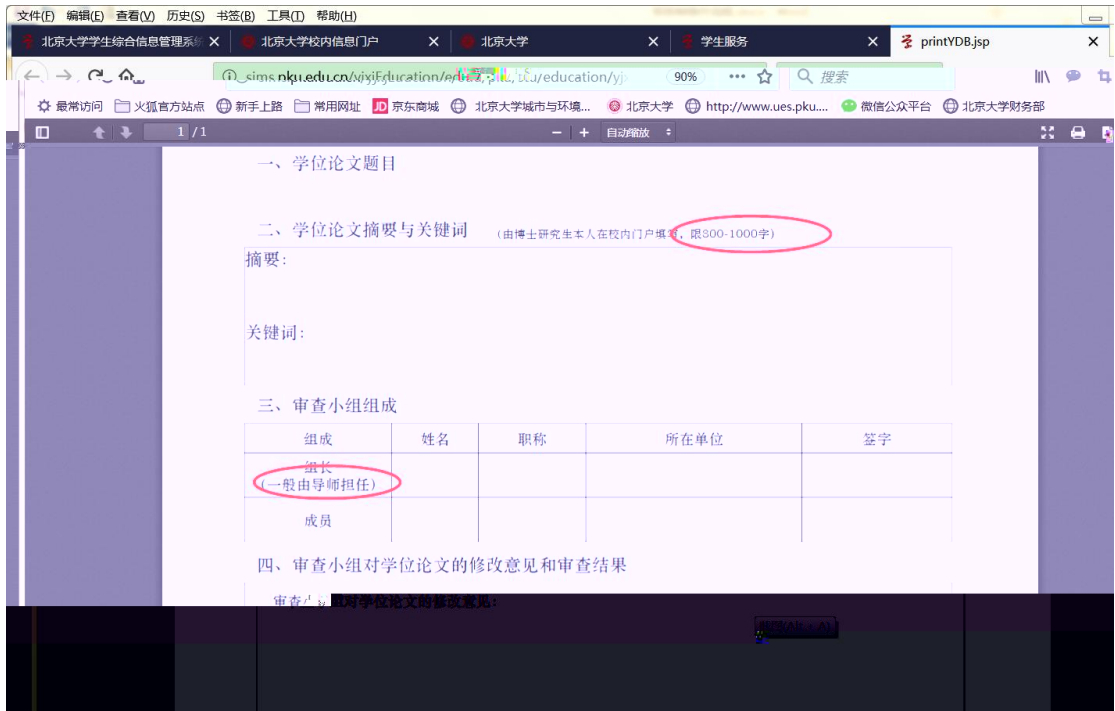 文件(F) 编辑(E) 查看(V) 历史(S) 书签(B) 工具(T) 帮助(H)
北京大学学生综合信息管理系统 北京大学校内信息门户 北京大学 学生服务 printYDB.jsp
90% 搜索
最常访问 火狐官方站点 新手上路 常用网址 JD 京东商城 北京大学城市与环境... 北京大学 http://www.ues.pku.... 微信公众平台 北京大学财务部
1 / 1 自动缩放
一、学位论文题目
二、学位论文摘要与关键词 (由博士研究生本人在校内门户填写, 限800-1000字)
摘要:
关键词:
三、审查小组组成
组成 姓名 职称 所在单位 签字
组长
(一般由导师担任)
成员
四、审查小组对学位论文的修改意见和审查结果
审查小组对学位论文的修改意见: